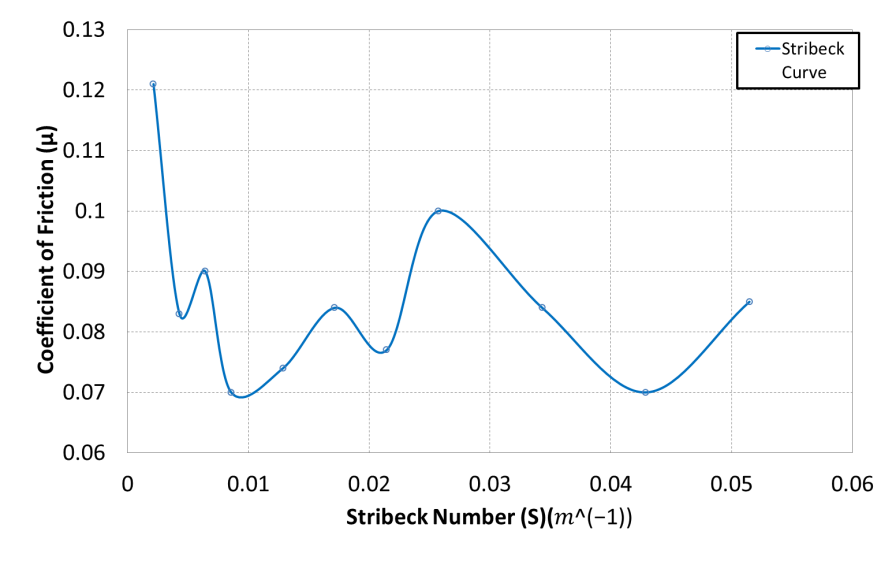 0.13
0.12
0.11
0.1
0.09
0.08
0.07
0.06
Coefficient of Friction (µ)
Stribeck
Curve
0 0.01 0.02 0.03 0.04 0.05 0.06
Stribeck Number (S)(m^(−1))